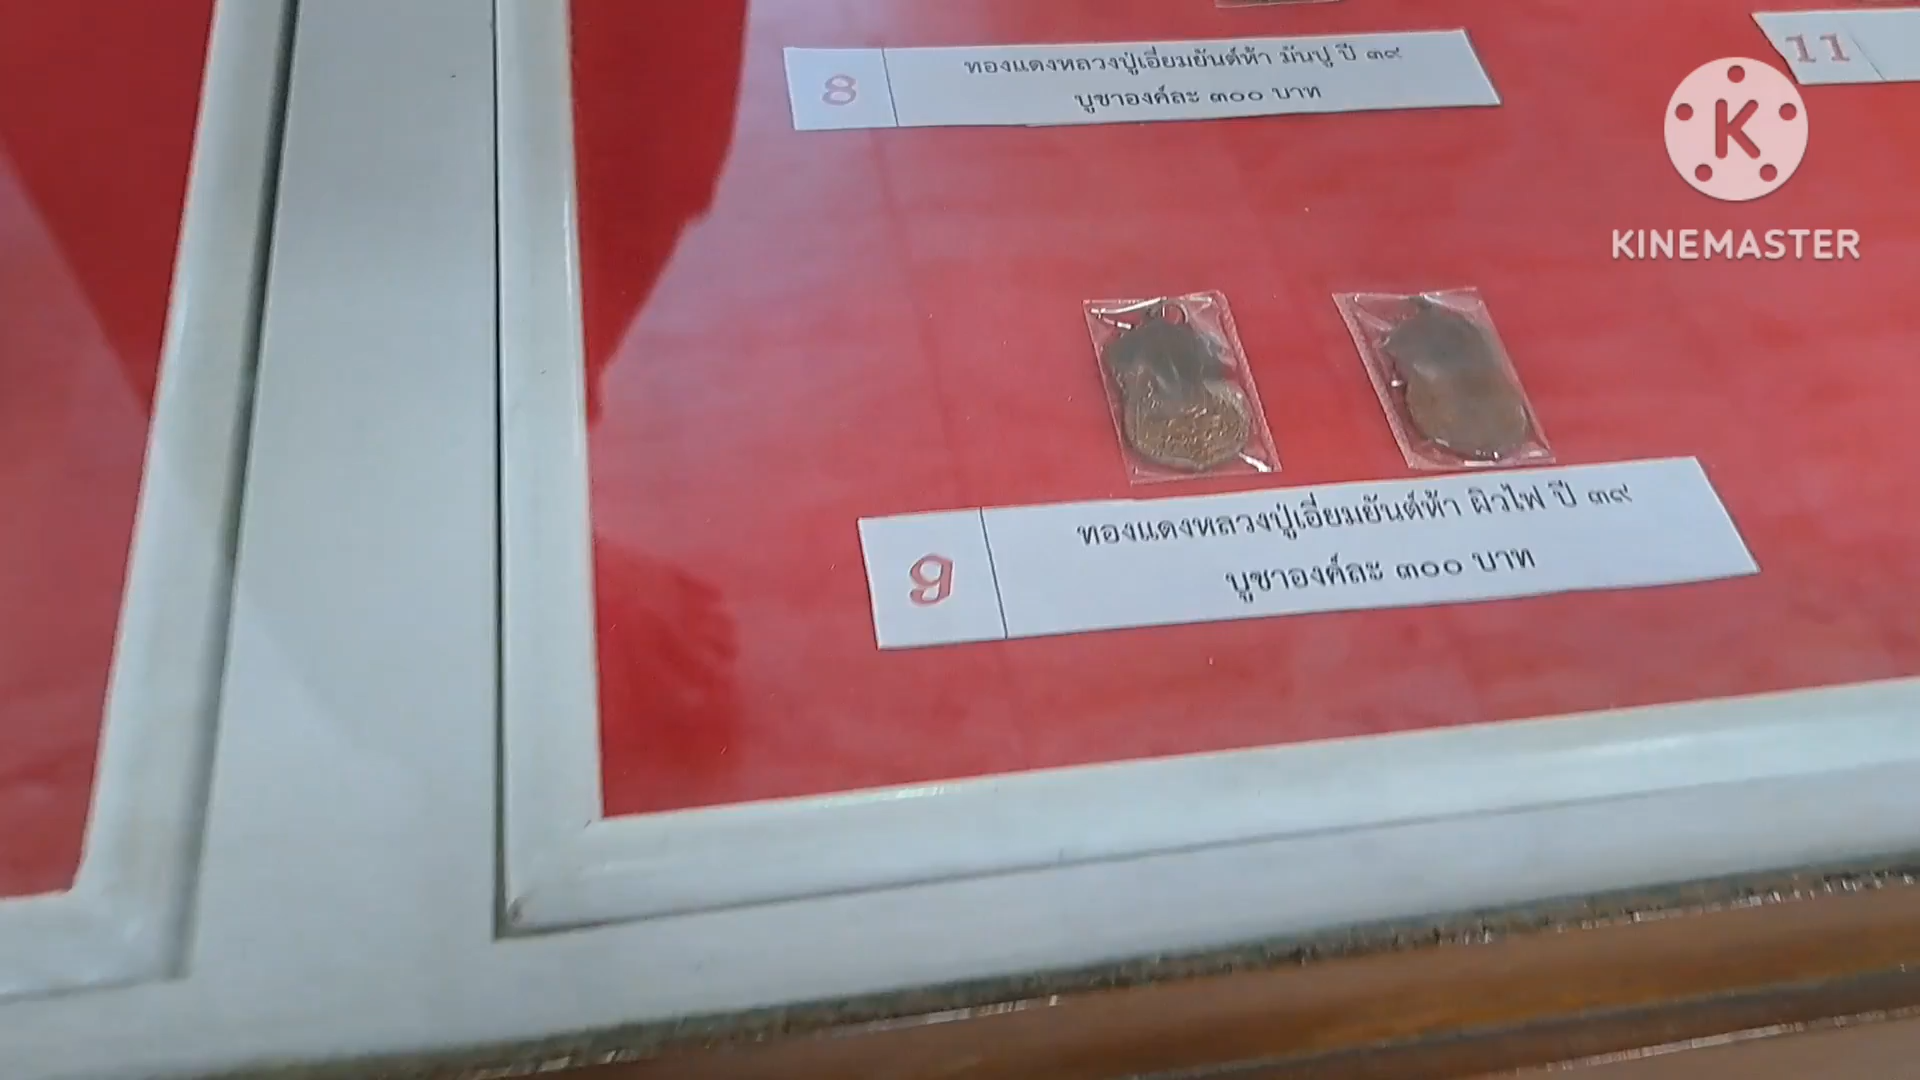 8
ทองแดงหลวงปู่เอี่ยมยันต์ห้า มันปู ปี ๓๙
บูชาองค์ละ ๓๐๐ บาท
11
K
KINEMASTER
9
ทองแดงหลวงปู่เอี่ยมยันต์ห้า ผิวไฟ ปี ๓๙
บูชาองค์ละ ๓๐๐ บาท